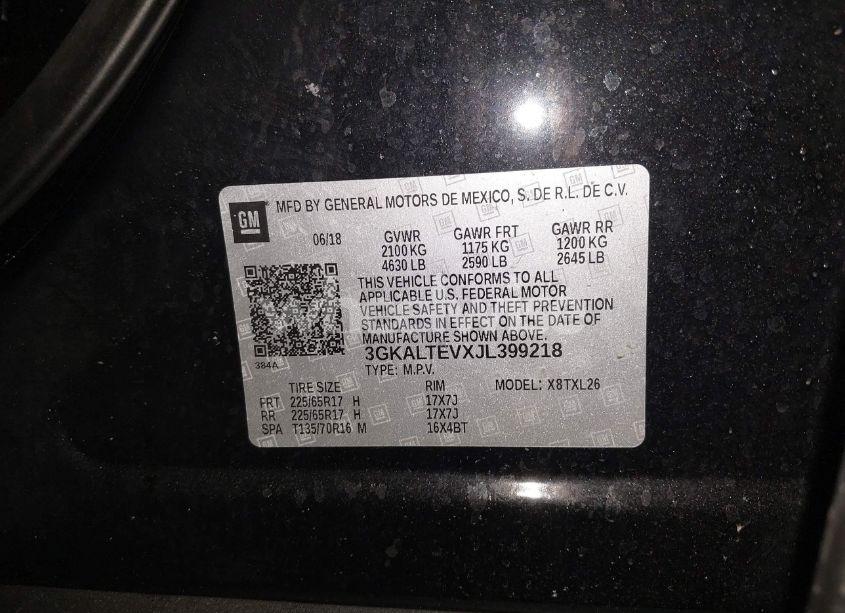 GM
MFD BY GENERAL MOTORS DE MEXICO, S. DE R.L. DE C.V.
06/18 GVWR GAWR FRT GAWR RR
2100 KG 1175 KG 1200 KG
4630 LB 2590 LB 2645 LB
THIS VEHICLE CONFORMS TO ALL
APPLICABLE U.S. FEDERAL MOTOR
VEHICLE SAFETY AND THEFT PREVENTION
STANDARDS IN EFFECT ON THE DATE OF
MANUFACTURE SHOWN ABOVE.
384A
3GKALTEVXJL399218
TYPE: M.P.V.
TIRE SIZE RIM MODEL: X8TXL26
FRT 225/65R17 H 17X7J
RR 225/65R17 H 17X7J
SPA T135/70R16 M 16X4BT